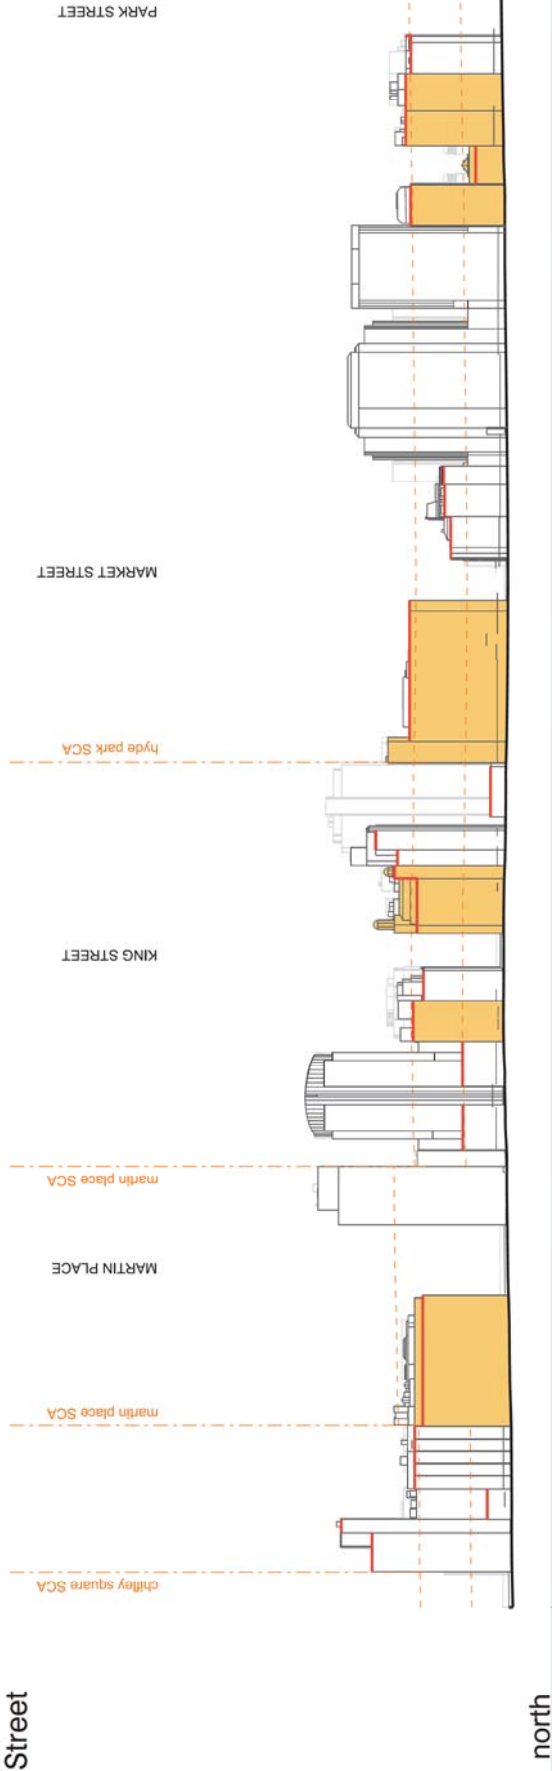 PARK STREET
MARKET STREET
hyde park SCA
KING STREET
martin place SCA
MARTIN PLACE
martin place SCA
chifley square SCA
Street
north